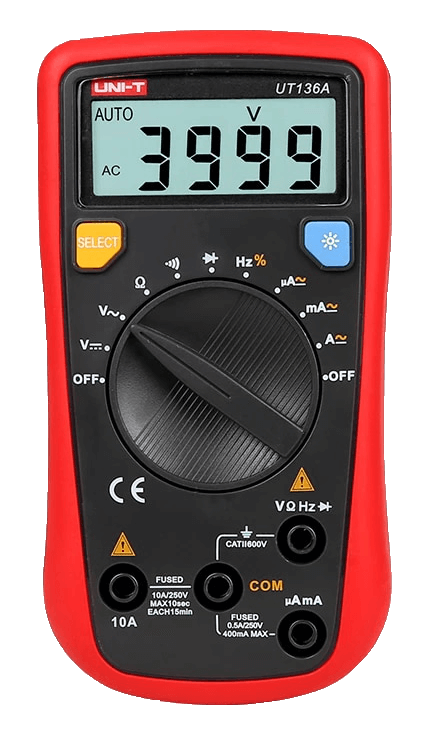 UNI-T UT136A
AUTO V
AC 3999
SELECT
Hz%
Ω µA≂
V~ mA≂
V⎓ A≂
OFF OFF
CE
VΩHz
CATII600V
FUSED
10A/250V
MAX10sec
EACH15min
COM
10A
µAmA
FUSED
0.5A/250V
400mA MAX